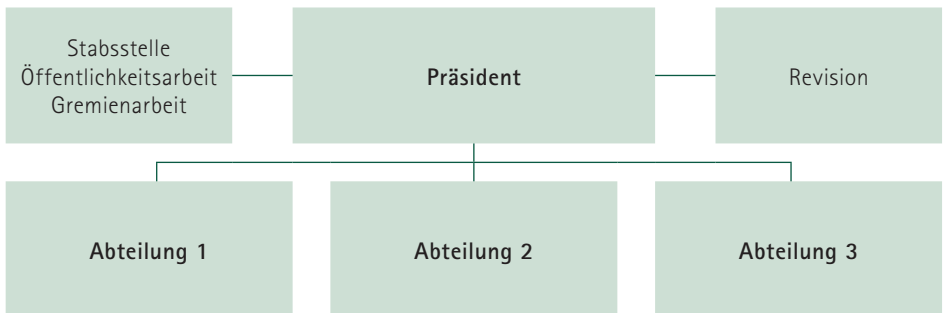 Stabsstelle
Öffentlichkeitsarbeit
Gremienarbeit
Präsident
Revision
Abteilung 1
Abteilung 2
Abteilung 3